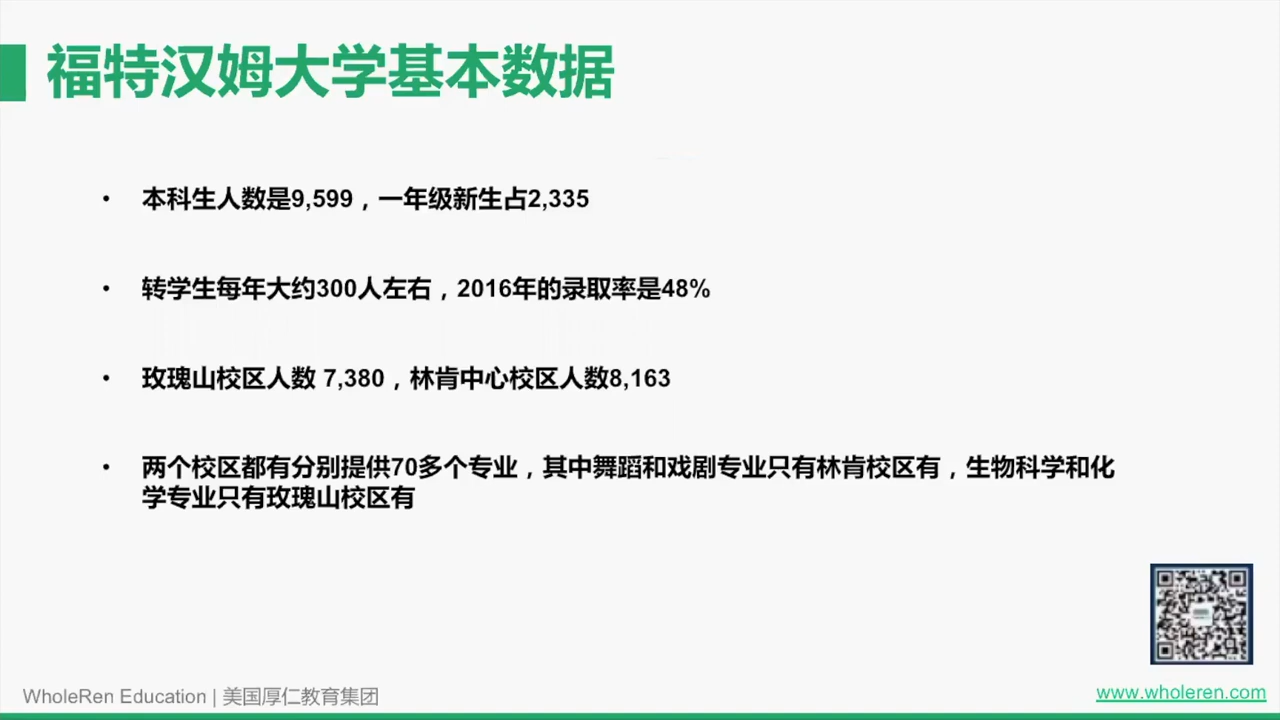 福特汉姆大学基本数据
• 本科生人数是9,599，一年级新生占2,335
• 转学生每年大约300人左右，2016年的录取率是48%
• 玫瑰山校区人数 7,380，林肯中心校区人数8,163
• 两个校区都有分别提供70多个专业，其中舞蹈和戏剧专业只有林肯校区有，生物科学和化
学专业只有玫瑰山校区有
WholeRen Education | 美国厚仁教育集团
www.wholeren.com